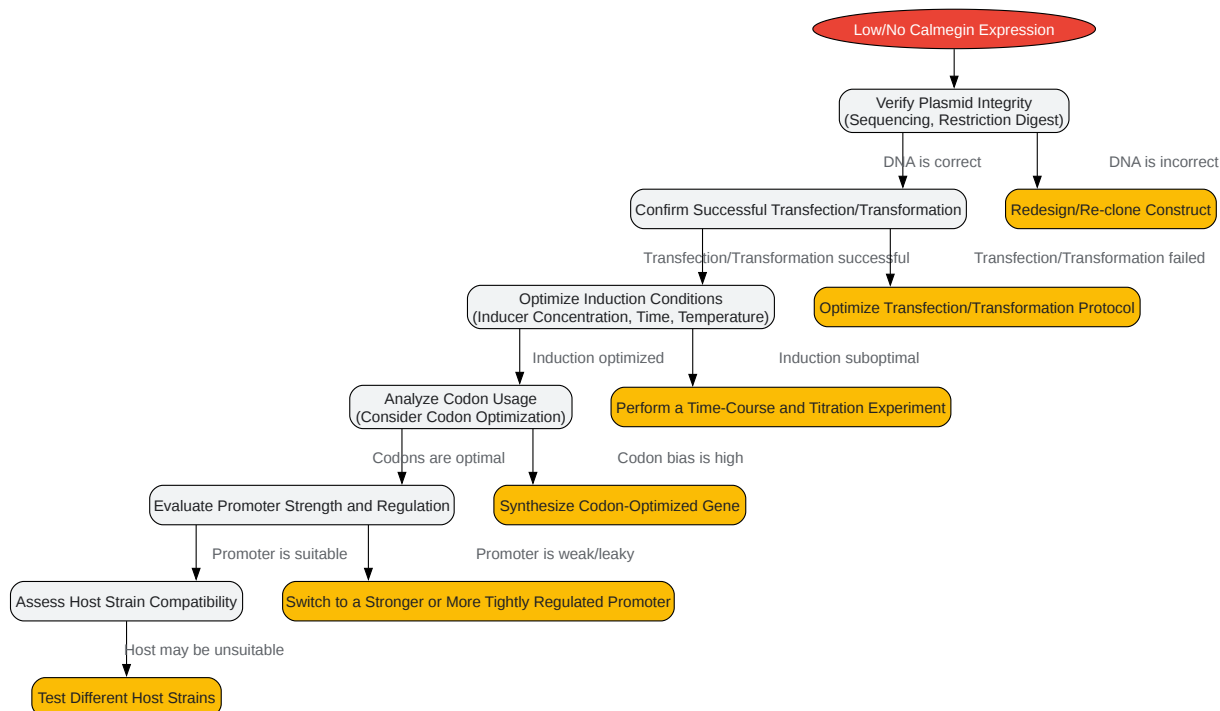 Low/No Calmegin Expression
Verify Plasmid Integrity
(Sequencing, Restriction Digest)
DNA is correct
DNA is incorrect
Confirm Successful Transfection/Transformation
Redesign/Re-clone Construct
Transfection/Transformation successful
Transfection/Transformation failed
Optimize Induction Conditions
(Inducer Concentration, Time, Temperature)
Optimize Transfection/Transformation Protocol
Induction optimized
Induction suboptimal
Analyze Codon Usage
(Consider Codon Optimization)
Perform a Time-Course and Titration Experiment
Codons are optimal
Codon bias is high
Evaluate Promoter Strength and Regulation
Synthesize Codon-Optimized Gene
Promoter is suitable
Promoter is weak/leaky
Assess Host Strain Compatibility
Switch to a Stronger or More Tightly Regulated Promoter
Host may be unsuitable
Test Different Host Strains